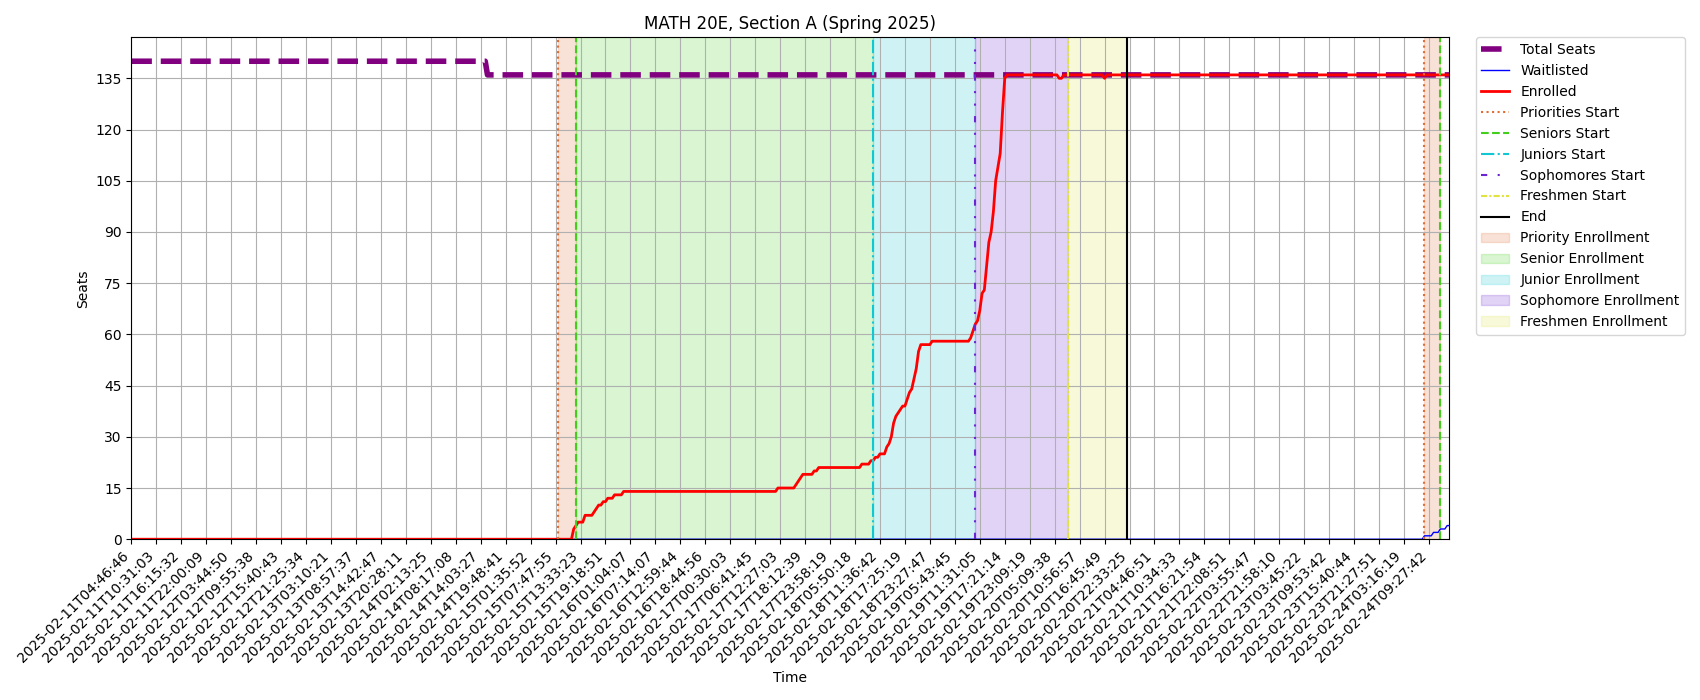 MATH 20E, Section A (Spring 2025)
Seats
135
120
105
90
75
60
45
30
15
0
2025-02-11T04:46:46
2025-02-11T10:31:03
2025-02-11T16:15:32
2025-02-11T22:00:09
2025-02-12T03:44:50
2025-02-12T09:55:38
2025-02-12T15:40:43
2025-02-12T21:25:34
2025-02-13T03:10:21
2025-02-13T08:57:37
2025-02-13T14:42:47
2025-02-13T20:28:11
2025-02-14T02:13:25
2025-02-14T08:17:08
2025-02-14T14:03:27
2025-02-14T19:48:41
2025-02-15T01:35:52
2025-02-15T07:47:55
2025-02-15T13:33:23
2025-02-15T19:18:51
2025-02-16T01:04:07
2025-02-16T07:14:07
2025-02-16T12:59:44
2025-02-16T18:44:56
2025-02-17T00:30:03
2025-02-17T06:41:45
2025-02-17T12:27:03
2025-02-17T18:12:39
2025-02-17T23:58:19
2025-02-18T05:50:18
2025-02-18T11:36:42
2025-02-18T17:25:19
2025-02-18T23:27:47
2025-02-19T05:43:45
2025-02-19T11:31:05
2025-02-19T17:21:14
2025-02-19T23:09:19
2025-02-20T05:09:38
2025-02-20T10:56:57
2025-02-20T16:45:49
2025-02-20T22:33:25
2025-02-21T04:46:51
2025-02-21T10:34:33
2025-02-21T16:21:54
2025-02-21T22:08:51
2025-02-22T03:55:47
2025-02-22T21:58:10
2025-02-23T03:45:22
2025-02-23T09:53:42
2025-02-23T15:40:44
2025-02-23T21:27:51
2025-02-24T03:16:19
2025-02-24T09:27:42
Time
Total Seats
Waitlisted
Enrolled
Priorities Start
Seniors Start
Juniors Start
Sophomores Start
Freshmen Start
End
Priority Enrollment
Senior Enrollment
Junior Enrollment
Sophomore Enrollment
Freshmen Enrollment